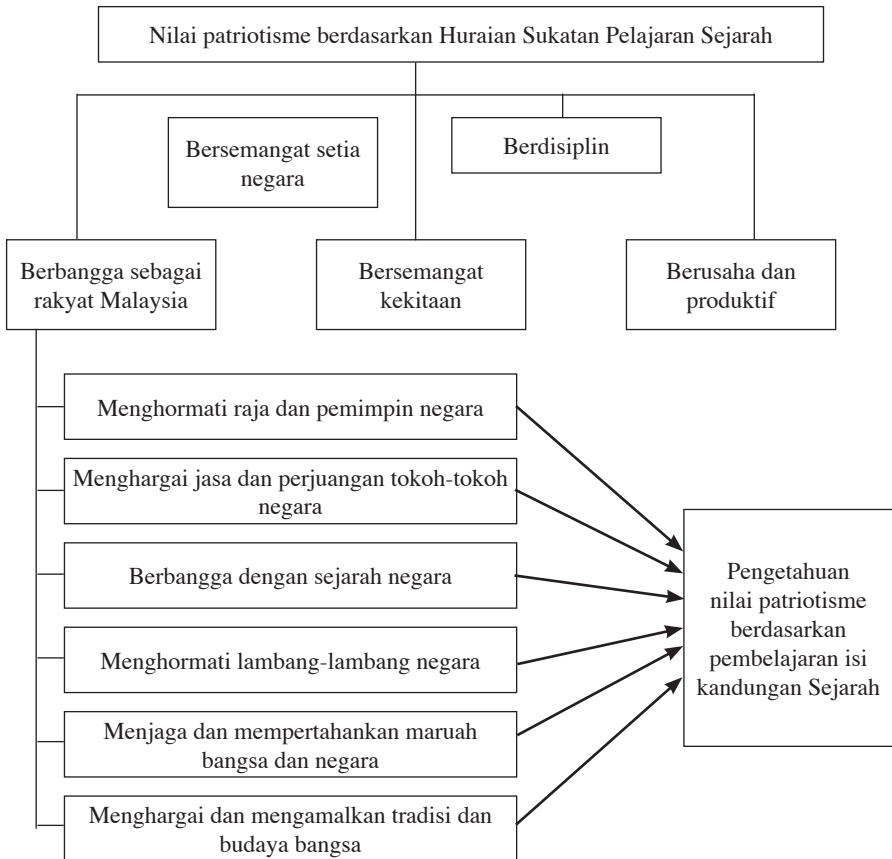 Nilai patriotisme berdasarkan Huraian Sukatan Pelajaran Sejarah
Bersemangat setia
negara
Berdisiplin
Berbangga sebagai
rakyat Malaysia
Bersemangat
kekitaan
Berusaha dan
produktif
Menghormati raja dan pemimpin negara
Menghargai jasa dan perjuangan tokoh-tokoh
negara
Berbangga dengan sejarah negara
Menghormati lambang-lambang negara
Menjaga dan mempertahankan maruah
bangsa dan negara
Menghargai dan mengamalkan tradisi dan
budaya bangsa
Pengetahuan
nilai patriotisme
berdasarkan
pembelajaran isi
kandungan Sejarah